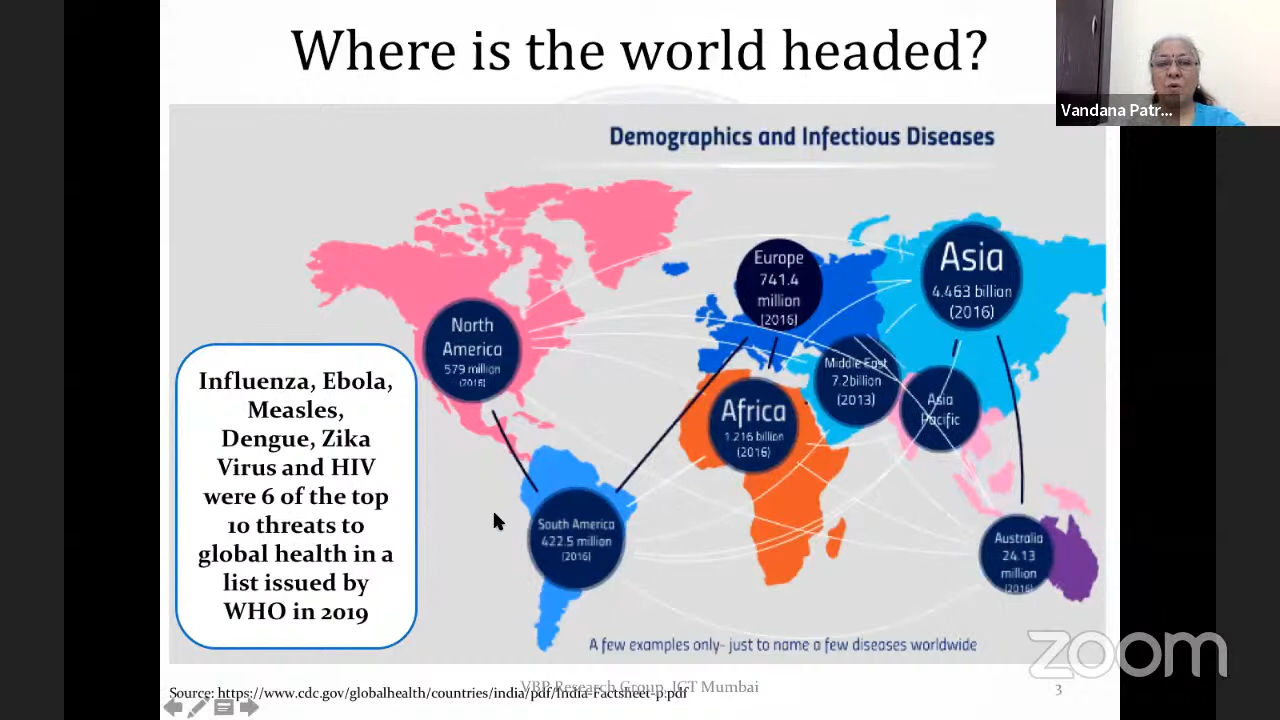 Where is the world headed?
Vandana Patr...
Demographics and Infectious Diseases
Europe
741.4
million
(2016)
Asia
4.463 billion
(2016)
North
America
579 million
(2016)
Middle East
7.2billion
(2013)
Africa
1.216 billion
(2016)
Asia
Pacific
South America
422.5 million
(2016)
Australia
24.13
million
(2016)
Influenza, Ebola,
Measles,
Dengue, Zika
Virus and HIV
were 6 of the top
10 threats to
global health in a
list issued by
WHO in 2019
A few examples only- just to name a few diseases worldwide
zoom
VBP Research Group, ICT Mumbai
Source: https://www.cdc.gov/globalhealth/countries/india/pdf/India-Factsheet-p.pdf
3